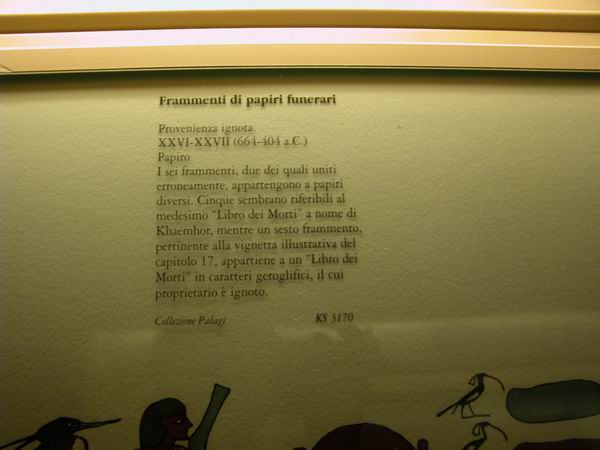 Frammenti di papiri funerari
Provenienza ignota.
XXVI-XXVII (664-404 a.C.)
Papiro
I sei frammenti, due dei quali uniti
erroneamente, appartengono a papiri
diversi. Cinque sembrano riferibili al
medesimo "Libro dei Morti" a nome di
Khaemhor, mentre un sesto frammento,
pertinente alla vignetta illustrativa del
capitolo 17, appartiene a un "Libro dei
Morti" in caratteri geroglifici, il cui
proprietario è ignoto.
Collezione Palagi KS 3170